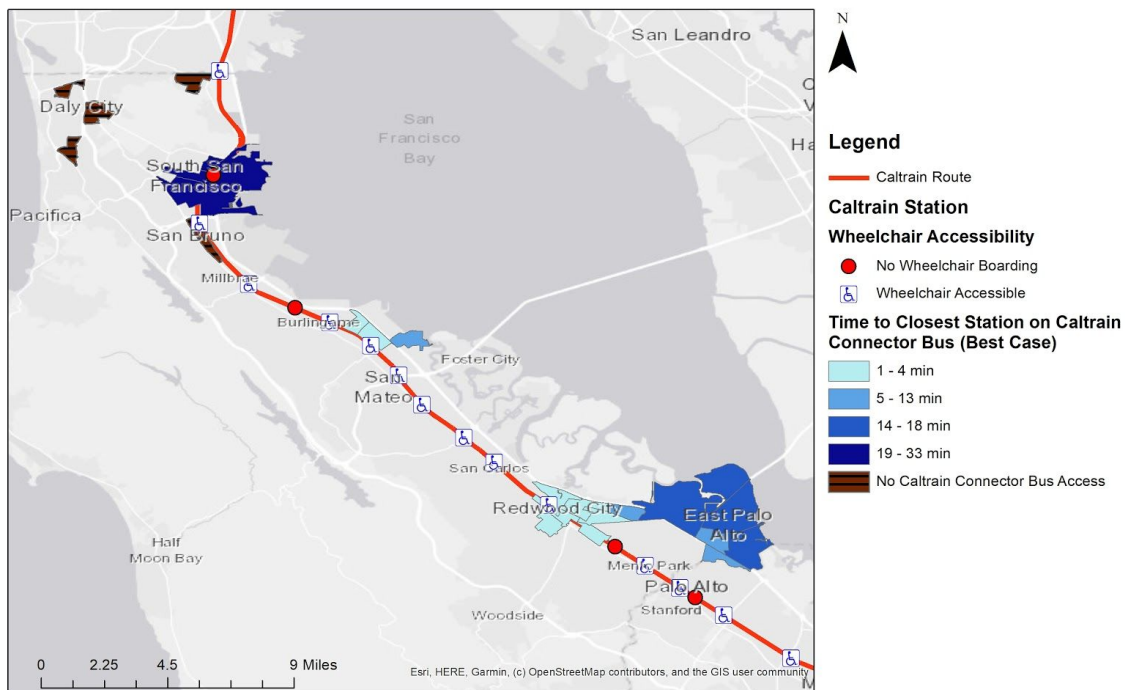 San Leandro
Daly City
San
Francisco
Bay
South San
Francisco
Pacifica
San Bruno
Millbrae
Burlingame
Foster City
San
Mateo
San Carlos
Redwood City
East Palo
Alto
Half
Moon Bay
Menlo Park
Palo Alto
Stanford
Woodside
0 2.25 4.5 9 Miles
Esri, HERE, Garmin, (c) OpenStreetMap contributors, and the GIS user community
N
Legend
Caltrain Route
Caltrain Station
Wheelchair Accessibility
No Wheelchair Boarding
Wheelchair Accessible
Time to Closest Station on Caltrain
Connector Bus (Best Case)
1 - 4 min
5 - 13 min
14 - 18 min
19 - 33 min
No Caltrain Connector Bus Access